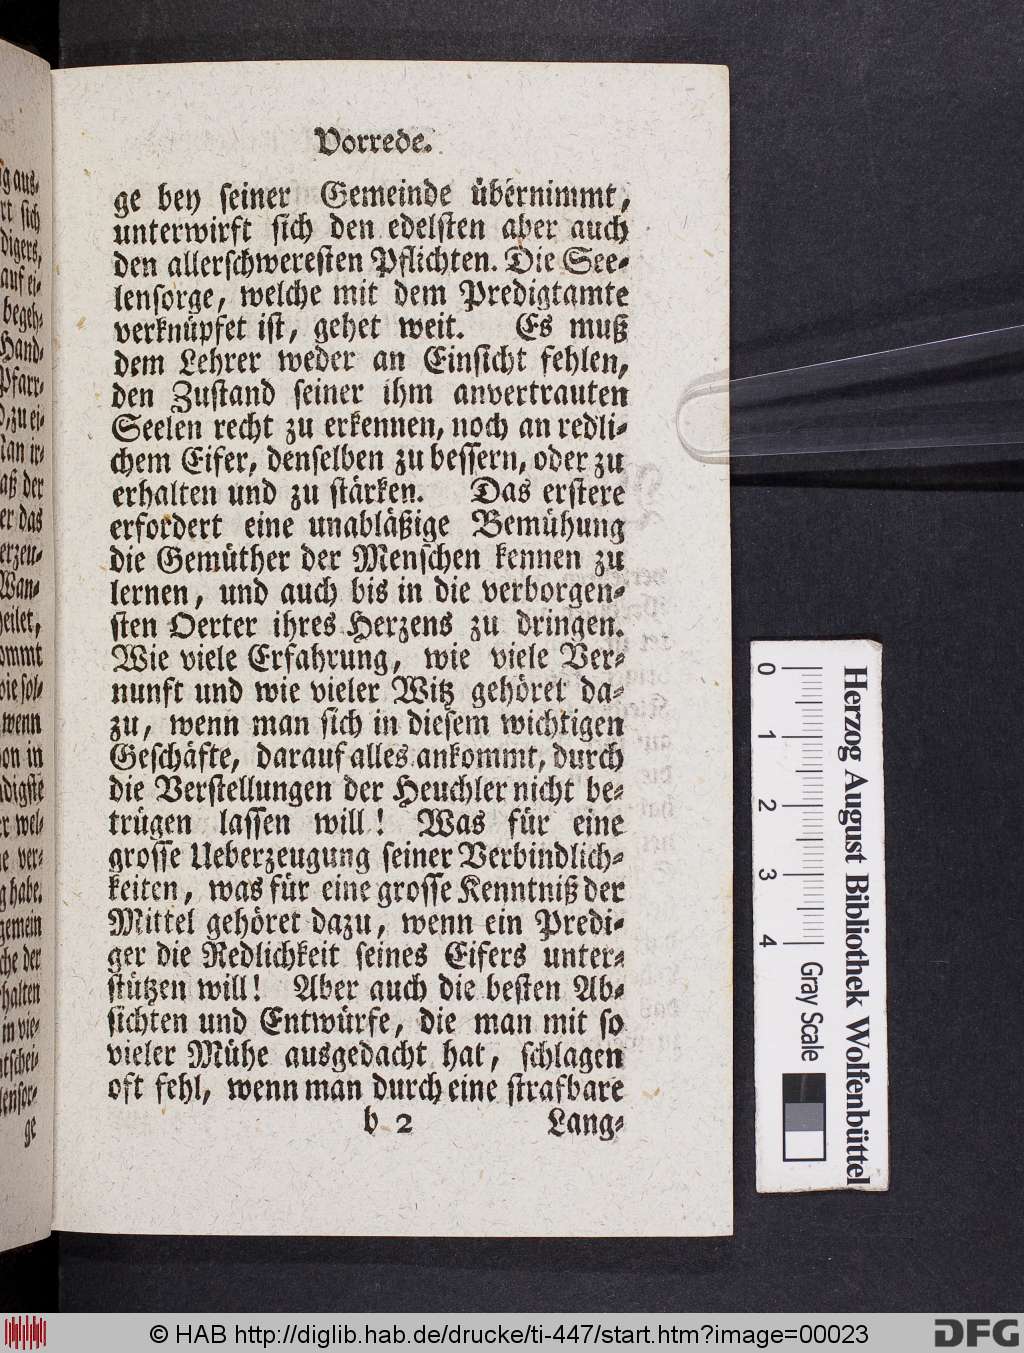 Vorrede.
ge bey seiner Gemeinde übernimmt,
unterwirft sich den edelsten aber auch
den allerschweresten Pflichten. Die See-
lensorge, welche mit dem Predigtamte
verknüpfet ist, gehet weit. Es muß
dem Lehrer weder an Einsicht fehlen,
den Zustand seiner ihm anvertrauten
Seelen recht zu erkennen, noch an redli-
chem Eifer, denselben zu bessern, oder zu
erhalten und zu stärken. Das erstere
erfordert eine unabläßige Bemühung
die Gemüther der Menschen kennen zu
lernen, und auch bis in die verborgen-
sten Oerter ihres Herzens zu dringen.
Wie viele Erfahrung, wie viele Ver-
nunft und wie vieler Witz gehöret da-
zu, wenn man sich in diesem wichtigen
Geschäfte, darauf alles ankommt, durch
die Verstellungen der Heuchler nicht be-
trügen lassen will! Was für eine
grosse Ueberzeugung seiner Verbindlich-
keiten, was für eine grosse Kenntniß der
Mittel gehöret dazu, wenn ein Predi-
ger die Redlichkeit seines Eifers unter-
stützen will! Aber auch die besten Ab-
sichten und Entwürfe, die man mit so
vieler Mühe ausgedacht hat, schlagen
oft fehl, wenn man durch eine strafbare
b 2 Lang-
0 1 2 3 4
Gray Scale
Herzog August Bibliothek Wolfenbüttel
© HAB http://diglib.hab.de/drucke/ti-447/start.htm?image=00023
DFG